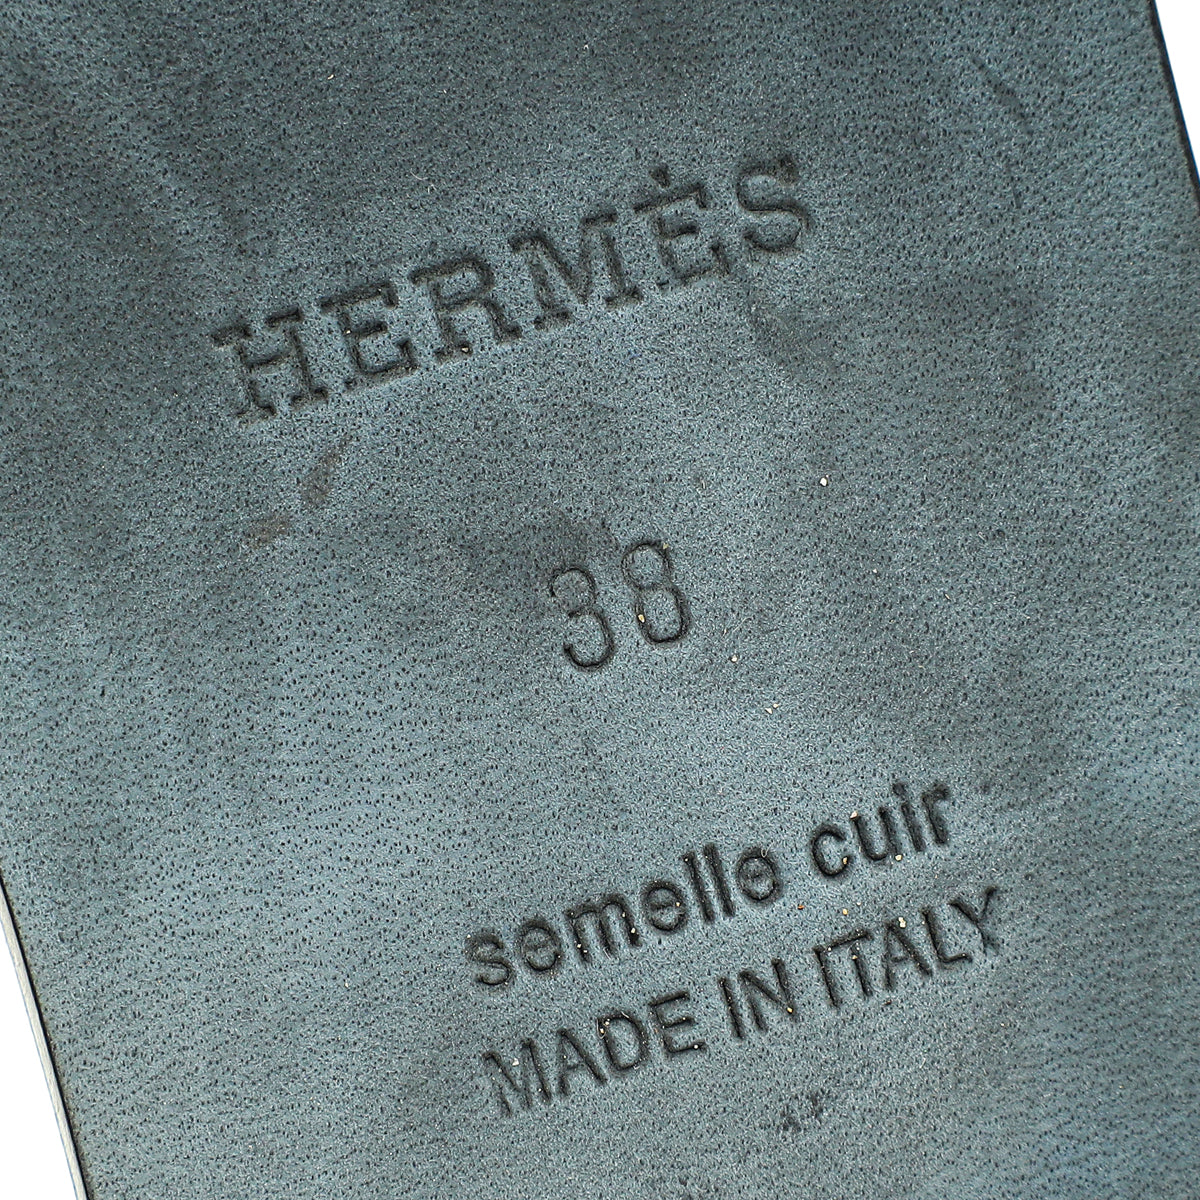 HERMÈS
38
semelle cuir
MADE IN ITALY